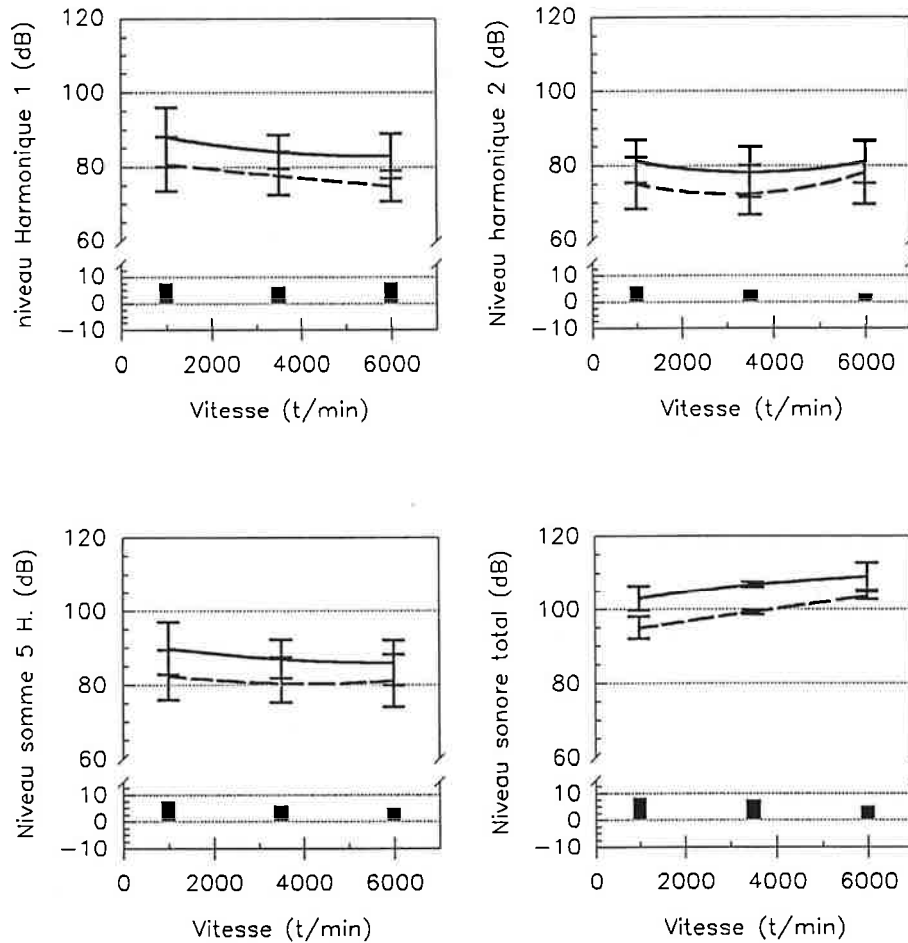 niveau Harmonique 1 (dB)
120
100
80
60
10
0
−10
0 2000 4000 6000
Vitesse (t/min)
Niveau harmonique 2 (dB)
120
100
80
60
10
0
−10
0 2000 4000 6000
Vitesse (t/min)
Niveau somme 5 H. (dB)
120
100
80
60
10
0
−10
0 2000 4000 6000
Vitesse (t/min)
Niveau sonore total (dB)
120
100
80
60
10
0
−10
0 2000 4000 6000
Vitesse (t/min)